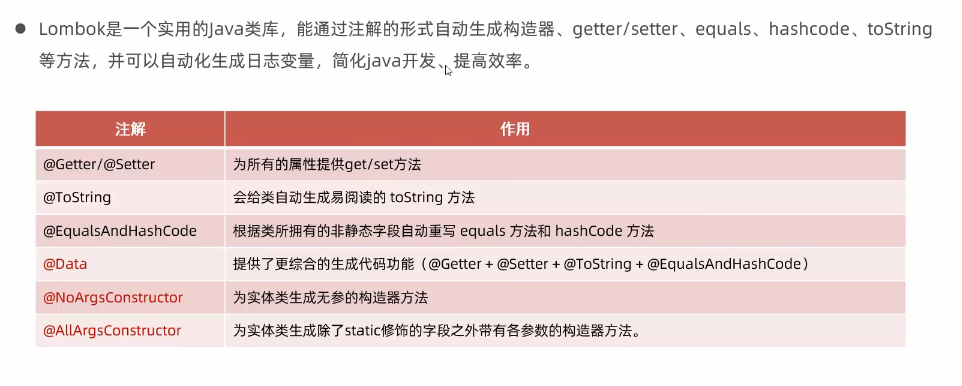 ● Lombok是一个实用的Java类库，能通过注解的形式自动生成构造器、getter/setter、equals、hashcode、toString
等方法，并可以自动化生成日志变量，简化java开发、提高效率。
注解 作用
@Getter/@Setter 为所有的属性提供get/set方法
@ToString 会给类自动生成易阅读的 toString 方法
@EqualsAndHashCode 根据类所拥有的非静态字段自动重写 equals 方法和 hashCode 方法
@Data 提供了更综合的生成代码功能（@Getter + @Setter + @ToString + @EqualsAndHashCode）
@NoArgsConstructor 为实体类生成无参的构造器方法
@AllArgsConstructor 为实体类生成除了static修饰的字段之外带有各参数的构造器方法。